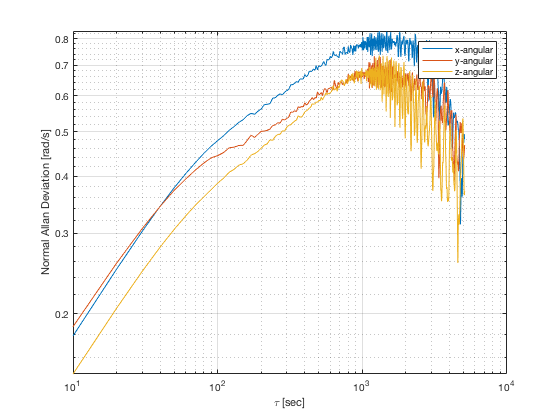 Normal Allan Deviation [rad/s]
0.8
0.7
0.6
0.5
0.4
0.3
0.2
x-angular
y-angular
z-angular
10^1
10^2
10^3
10^4
τ [sec]